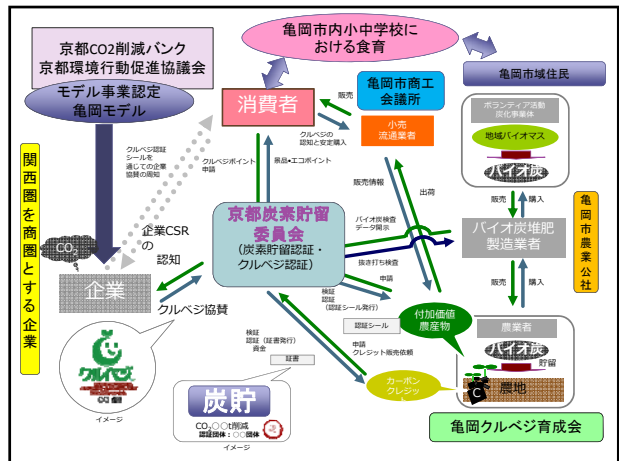 京都CO2削減バンク
京都環境行動促進協議会
モデル事業認定
亀岡モデル
亀岡市内小中学校に
おける食育
亀岡市域住民
消費者
販売
亀岡市商工
会議所
小売
流通業者
ボランティア活動
炭化事業体
地域バイオマス
バイオ炭
クルベジ認証
シールを
通じての企業
協賛の周知
クルベジポイント
申請
景品・エコポイント
クルベジの
認知と安定購入
販売情報
出荷
販売
購入
関西圏を商圏とする企業
CO2
企業
企業CSR
の
認知
クルベジ協賛
京都炭素貯留
委員会
(炭素貯留認証・
クルベジ認証)
バイオ炭検査
データ開示
抜き打ち検査
申請
検証
認証
(認証シール発行)
認証シール
バイオ炭堆肥
製造業者
亀岡市農業公社
販売
購入
付加価値
農産物
農業者
バイオ炭
貯留
C
農地
クルベジ
イメージ
検証
認証(証書発行)
資金
証書
申請
クレジット販売依頼
カーボン
クレジッ
炭貯
CO2○○t削減
認証団体:○○団体
イメージ
亀岡クルベジ育成会